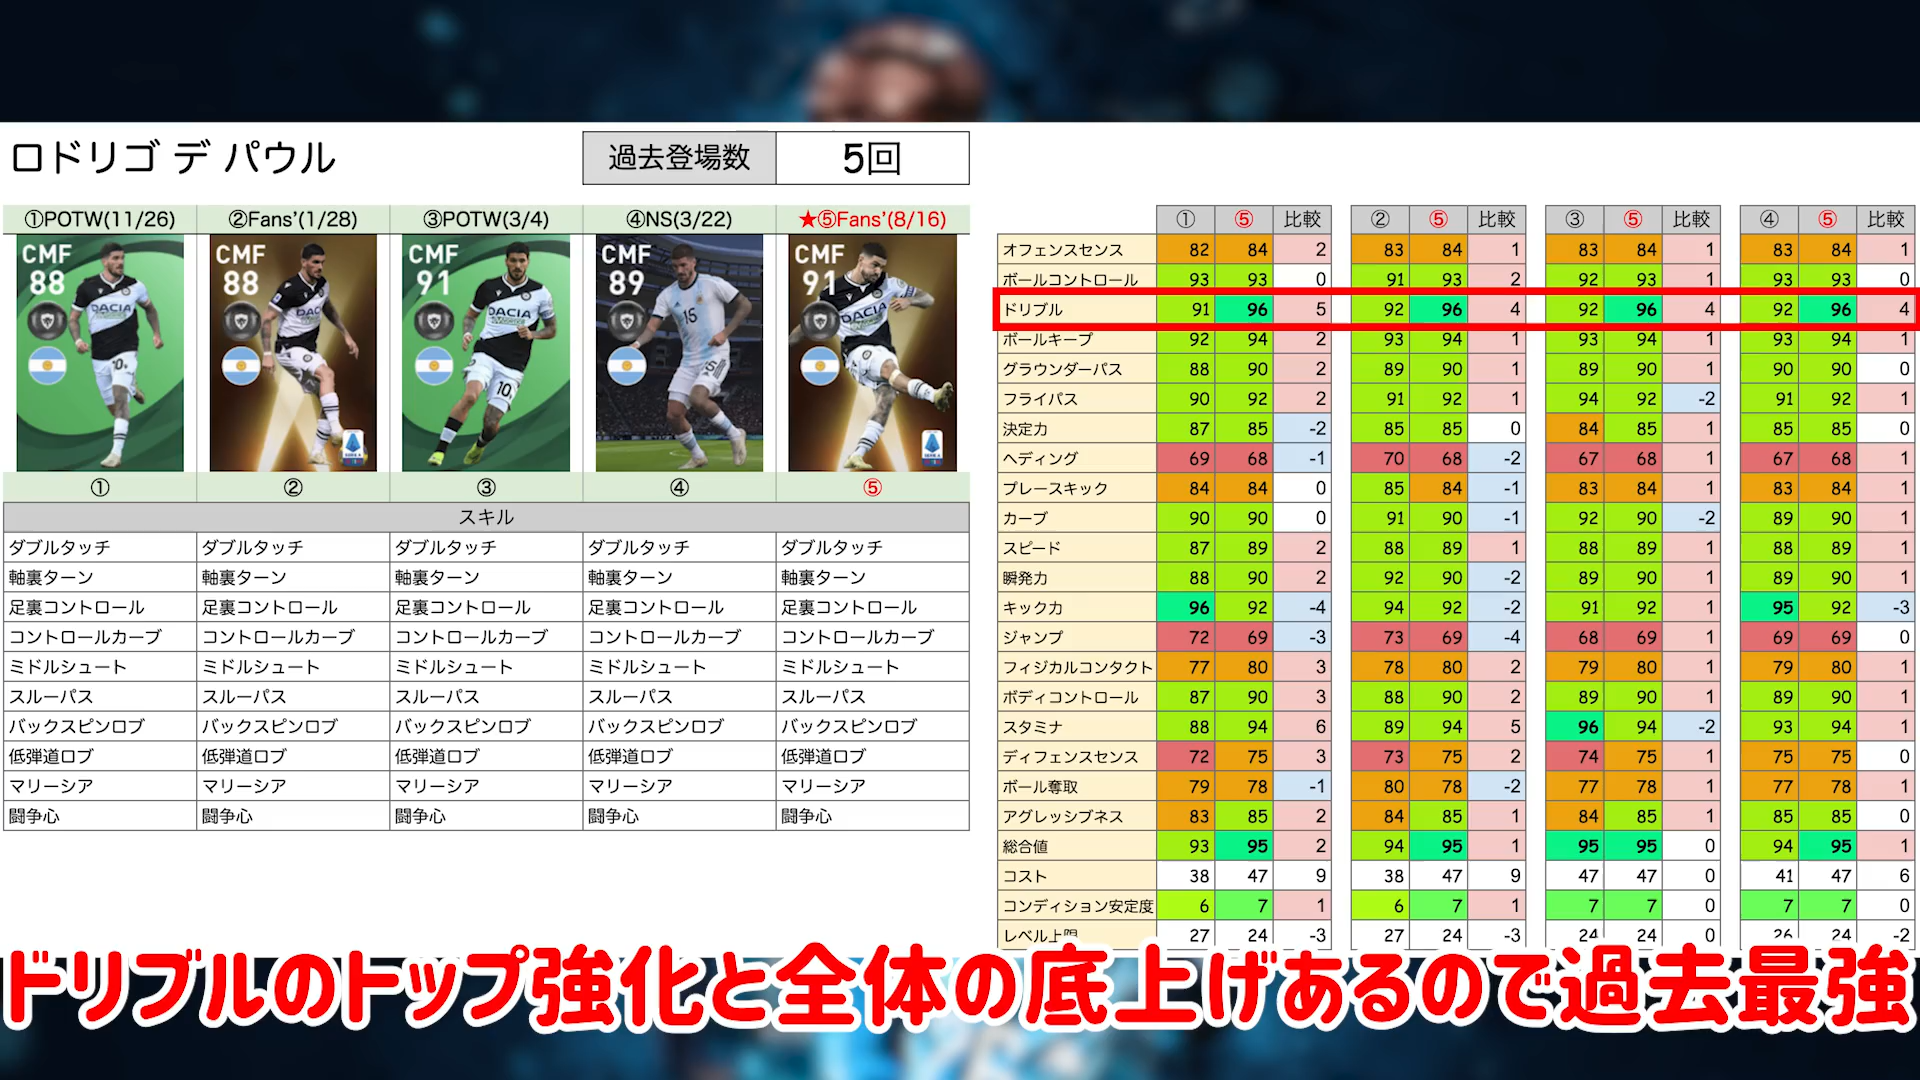 ロドリゴ デ パウル
過去登場数 5回
①POTW(11/26) ②Fans'(1/28) ③POTW(3/4) ④NS(3/22) ★⑤Fans'(8/16)
CMF 88 CMF 88 CMF 91 CMF 89 CMF 91
DACIA DACIA DACIA 15 DACIA
① ② ③ ④ ⑤
スキル
ダブルタッチ ダブルタッチ ダブルタッチ ダブルタッチ ダブルタッチ
軸裏ターン 軸裏ターン 軸裏ターン 軸裏ターン 軸裏ターン
足裏コントロール 足裏コントロール 足裏コントロール 足裏コントロール 足裏コントロール
コントロールカーブ コントロールカーブ コントロールカーブ コントロールカーブ コントロールカーブ
ミドルシュート ミドルシュート ミドルシュート ミドルシュート ミドルシュート
スルーパス スルーパス スルーパス スルーパス スルーパス
バックスピンロブ バックスピンロブ バックスピンロブ バックスピンロブ バックスピンロブ
低弾道ロブ 低弾道ロブ 低弾道ロブ 低弾道ロブ 低弾道ロブ
マリーシア マリーシア マリーシア マリーシア マリーシア
闘争心 闘争心 闘争心 闘争心 闘争心
① ⑤ 比較 ② ⑤ 比較 ③ ⑤ 比較 ④ ⑤ 比較
オフェンスセンス 82 84 2 83 84 1 83 84 1 83 84 1
ボールコントロール 93 93 0 91 93 2 92 93 1 93 93 0
ドリブル 91 96 5 92 96 4 92 96 4 92 96 4
ボールキープ 92 94 2 93 94 1 93 94 1 93 94 1
グラウンダーパス 88 90 2 89 90 1 89 90 1 90 90 0
フライパス 90 92 2 91 92 1 94 92 -2 91 92 1
決定力 87 85 -2 85 85 0 84 85 1 85 85 0
ヘディング 69 68 -1 70 68 -2 67 68 1 67 68 1
プレースキック 84 84 0 85 84 -1 83 84 1 83 84 1
カーブ 90 90 0 91 90 -1 92 90 -2 89 90 1
スピード 87 89 2 88 89 1 88 89 1 88 89 1
瞬発力 88 90 2 92 90 -2 89 90 1 89 90 1
キック力 96 92 -4 94 92 -2 91 92 1 95 92 -3
ジャンプ 72 69 -3 73 69 -4 68 69 1 69 69 0
フィジカルコンタクト 77 80 3 78 80 2 79 80 1 79 80 1
ボディコントロール 87 90 3 88 90 2 89 90 1 89 90 1
スタミナ 88 94 6 89 94 5 96 94 -2 93 94 1
ディフェンスセンス 72 75 3 73 75 2 74 75 1 75 75 0
ボール奪取 79 78 -1 80 78 -2 77 78 1 77 78 1
アグレッシブネス 83 85 2 84 85 1 84 85 1 85 85 0
総合値 93 95 2 94 95 1 95 95 0 94 95 1
コスト 38 47 9 38 47 9 47 47 0 41 47 6
コンディション安定度 6 7 1 6 7 1 7 7 0 7 7 0
レベル上限 27 24 -3 27 24 -3 24 24 0 26 24 -2
ドリブルのトップ強化と全体の底上げあるので過去最強